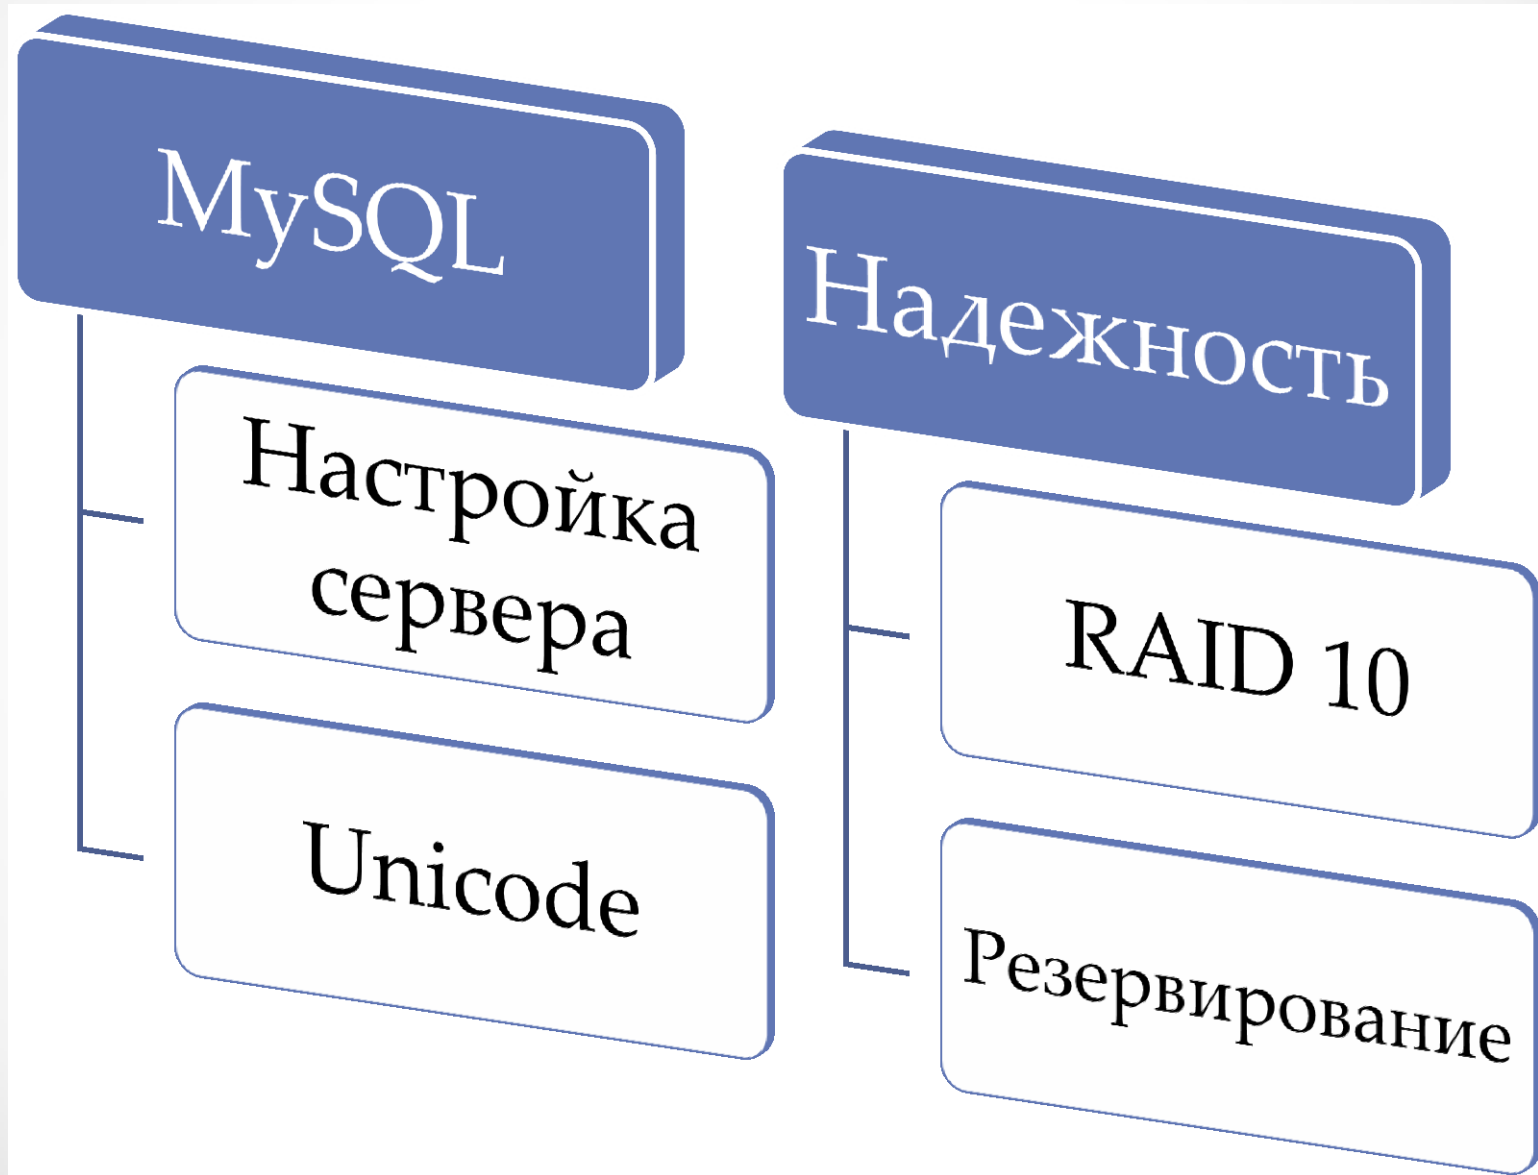 MySQL
Настройка
сервера
Unicode
Надежность
RAID 10
Резервирование